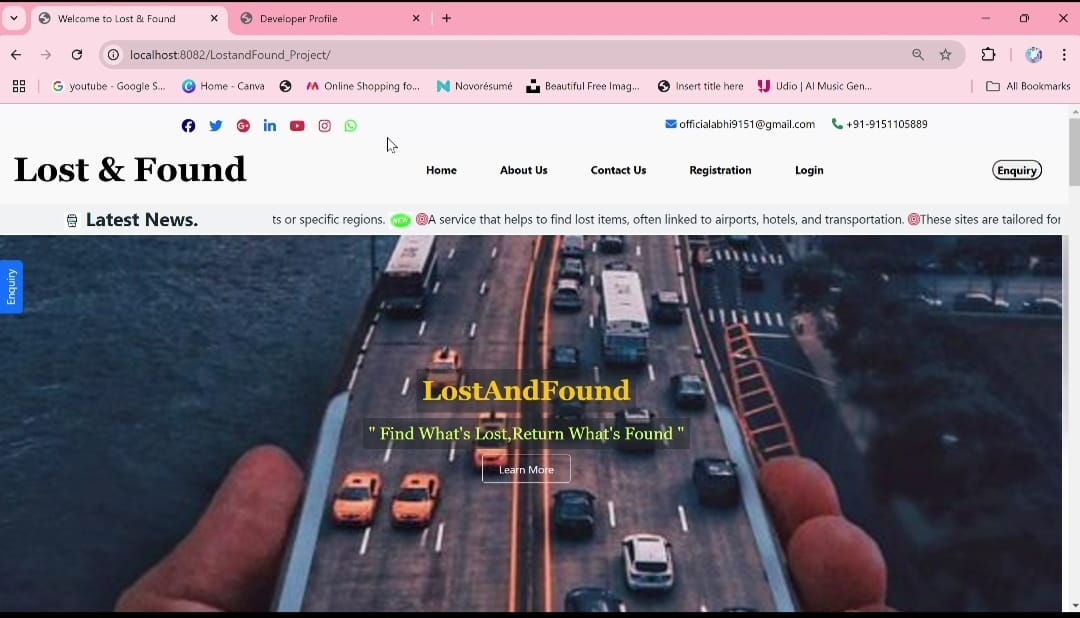 Welcome to Lost & Found
Developer Profile
localhost:8082/LostandFound_Project/
youtube - Google S...
Home - Canva
Online Shopping fo...
Novorésumé
Beautiful Free Imag...
Insert title here
Udio | AI Music Gen...
All Bookmarks
officialabhi9151@gmail.com
+91-9151105889
Lost & Found
Home
About Us
Contact Us
Registration
Login
Enquiry
Latest News.
ts or specific regions. NEW A service that helps to find lost items, often linked to airports, hotels, and transportation. These sites are tailored for
Enquiry
LostAndFound
" Find What's Lost,Return What's Found "
Learn More